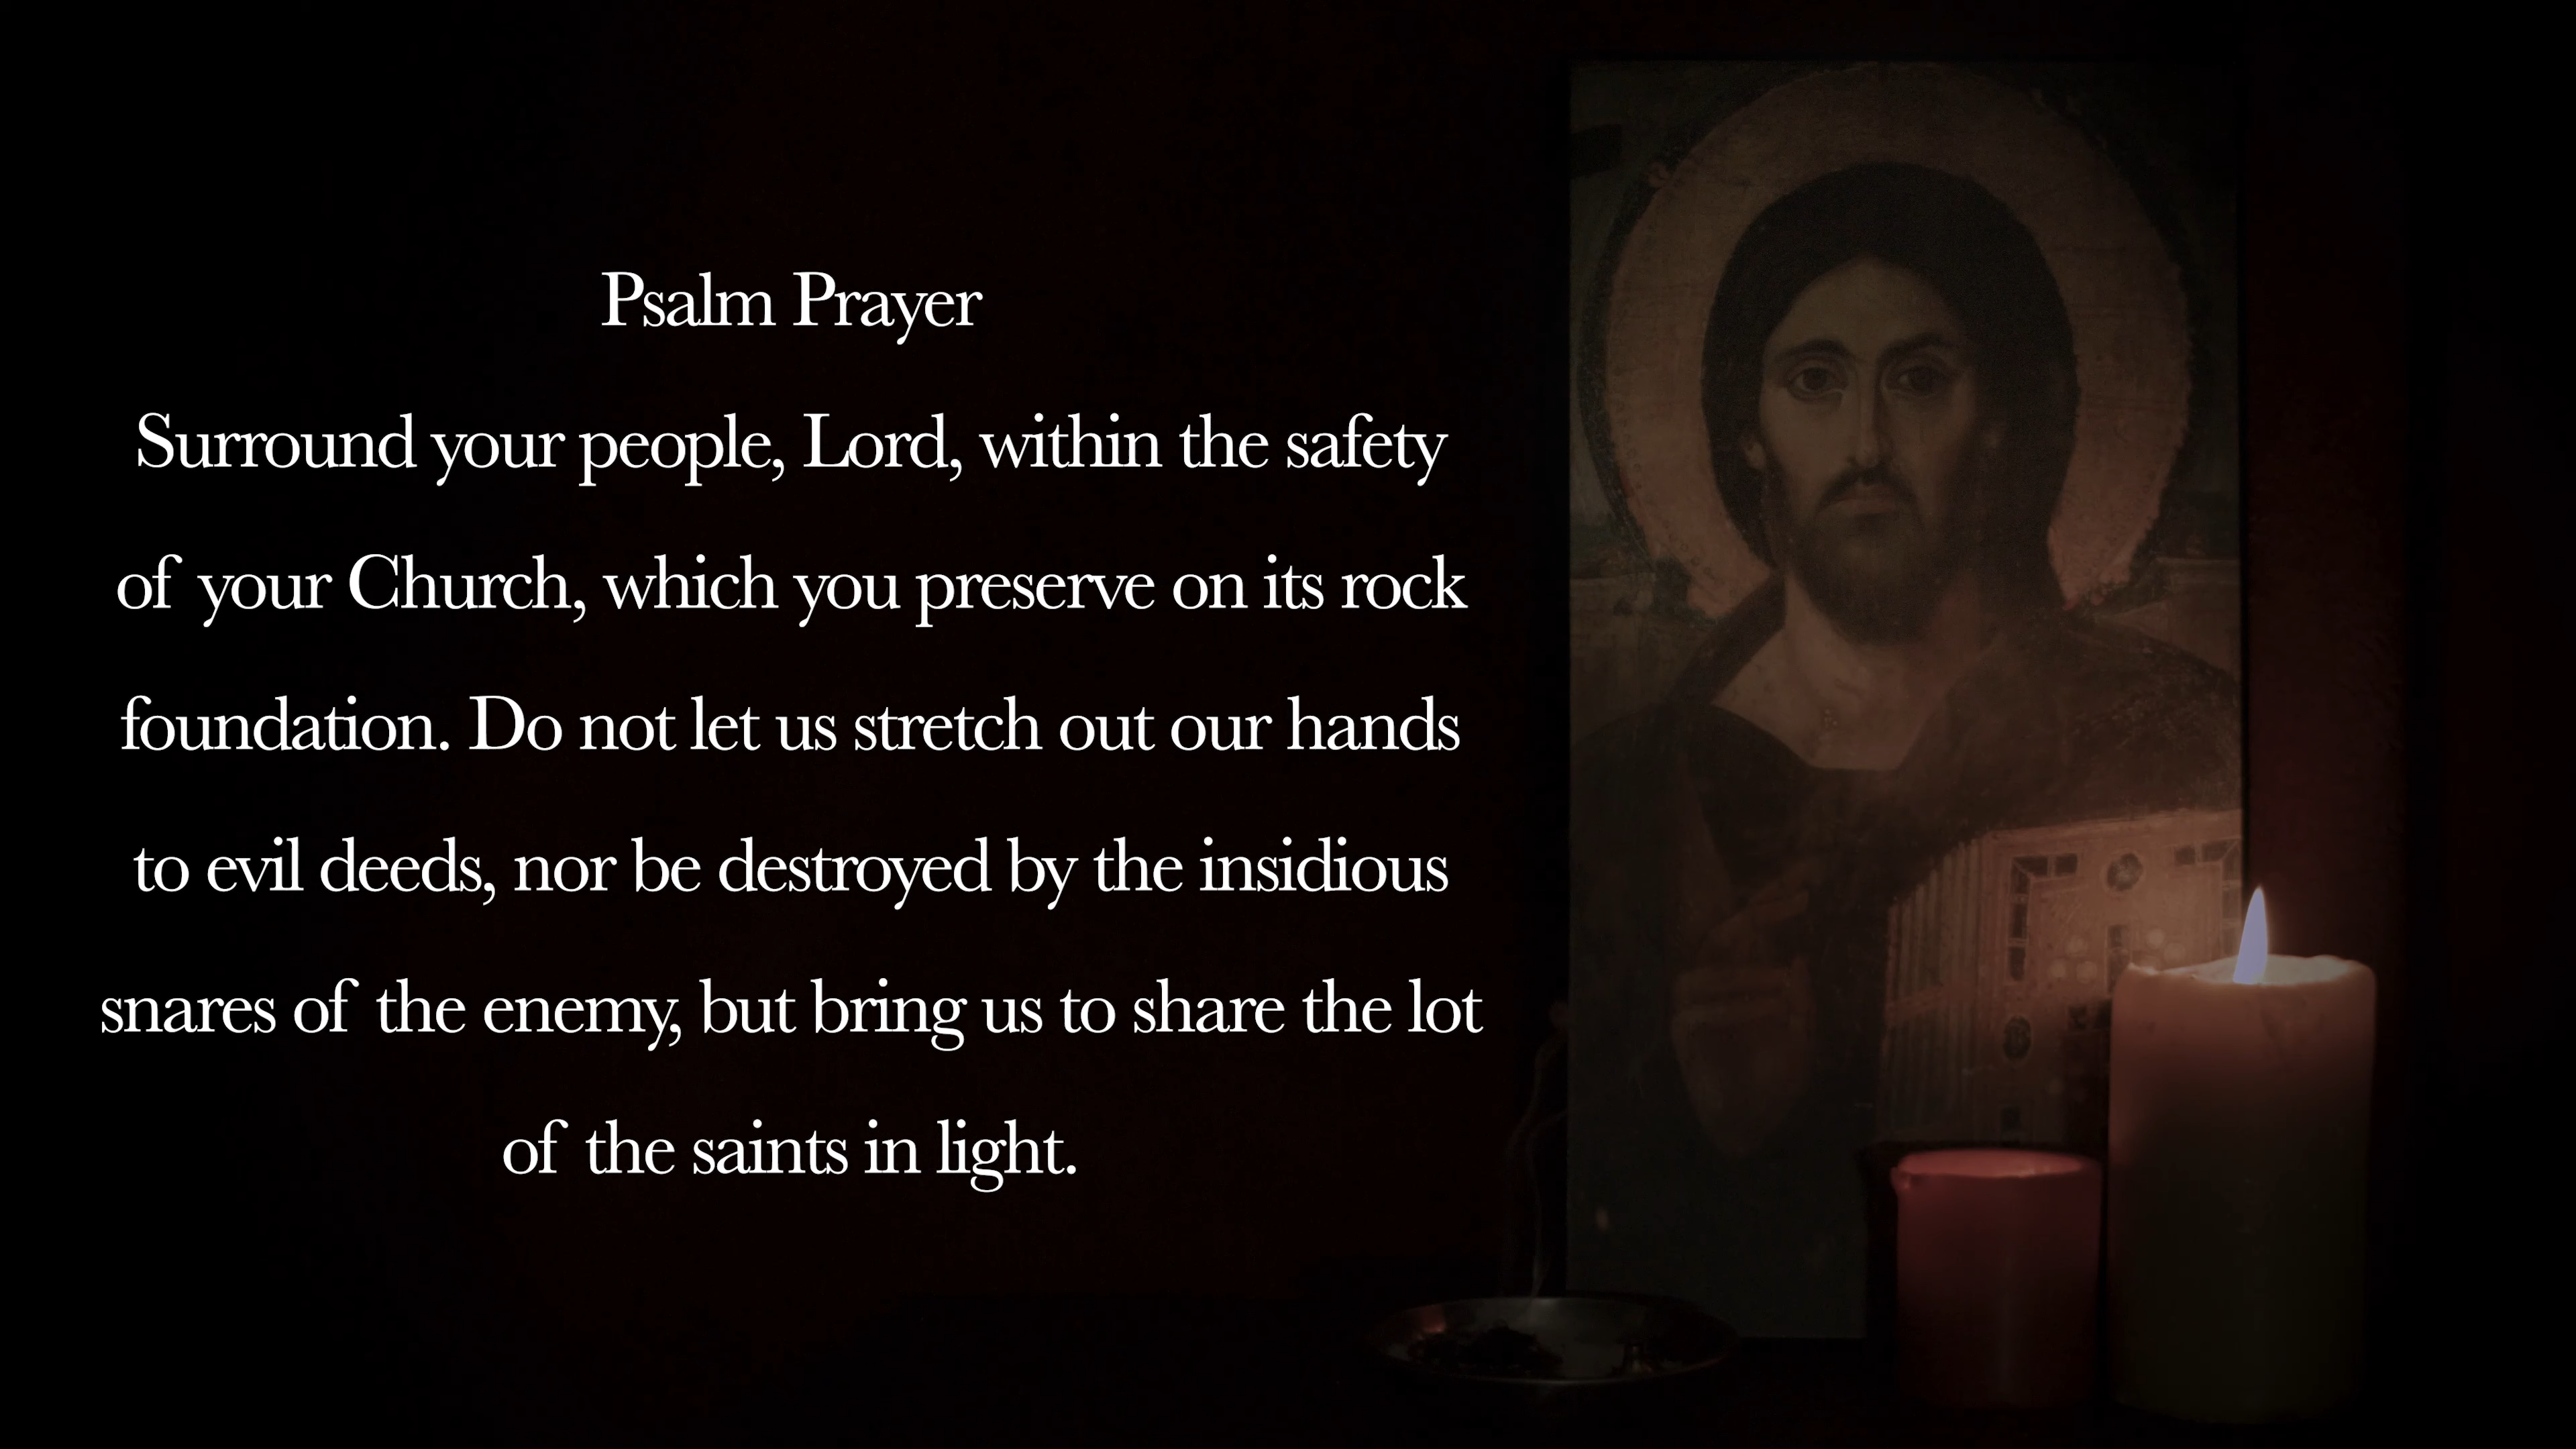 Psalm Prayer
Surround your people, Lord, within the safety
of your Church, which you preserve on its rock
foundation. Do not let us stretch out our hands
to evil deeds, nor be destroyed by the insidious
snares of the enemy, but bring us to share the lot
of the saints in light.